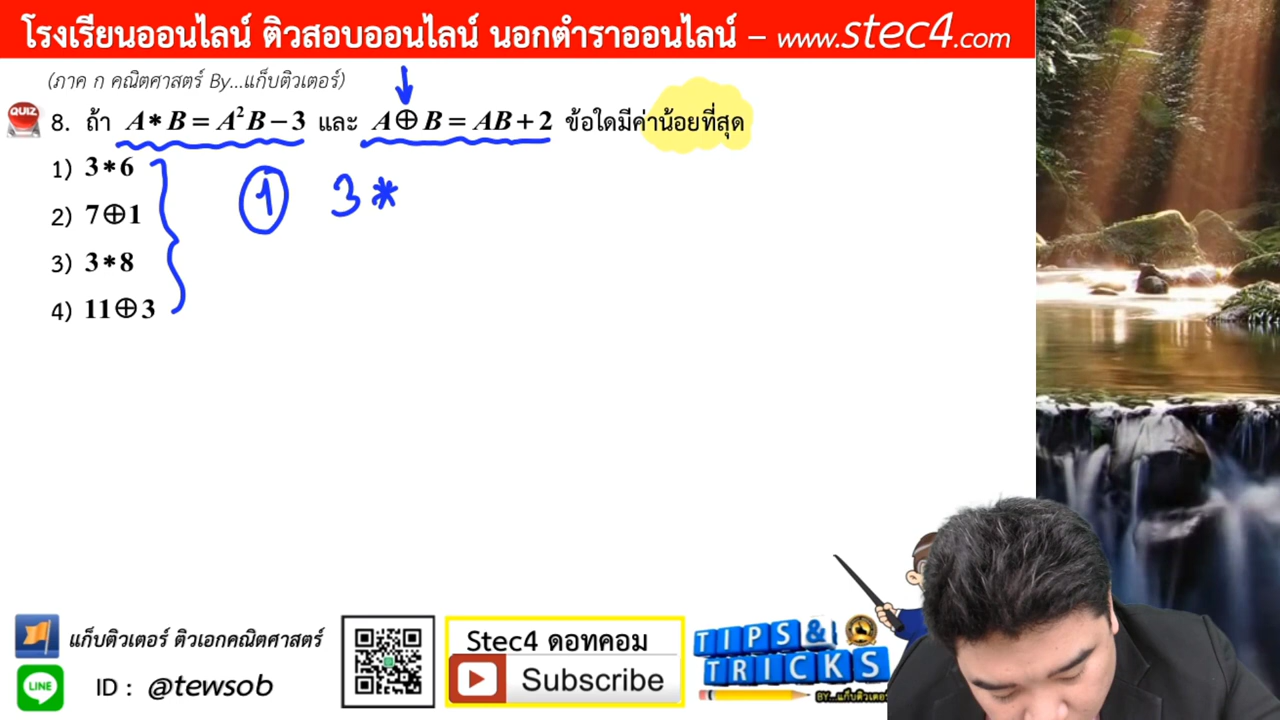 โรงเรียนออนไลน์ ติวสอบออนไลน์ นอกตำราออนไลน์ – www.stec4.com
(ภาค ก คณิตศาสตร์ By...แก็บติวเตอร์)
QUIZ 8. ถ้า A * B = A²B − 3 และ A ⊕ B = AB + 2 ข้อใดมีค่าน้อยที่สุด
1) 3 * 6
① 3 *
2) 7 ⊕ 1
3) 3 * 8
4) 11 ⊕ 3
แก็บติวเตอร์ ติวเอกคณิตศาสตร์
LINE ID : @tewsob
Stec4 ดอทคอม
Subscribe
TIPS &
TRICKS